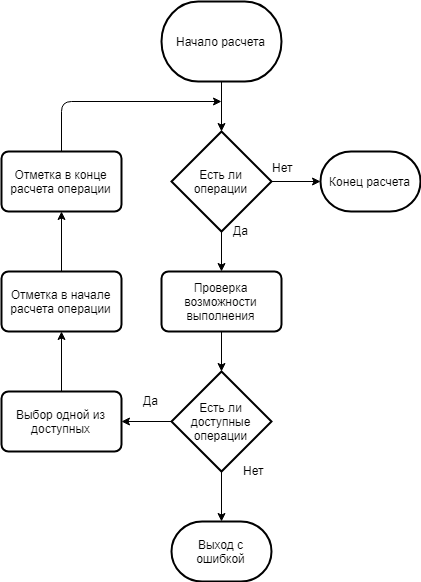 Начало расчета
Отметка в конце
расчета операции
Есть ли
операции
Нет
Конец расчета
Да
Отметка в начале
расчета операции
Проверка
возможности
выполнения
Выбор одной из
доступных
Да
Есть ли
доступные
операции
Нет
Выход с
ошибкой